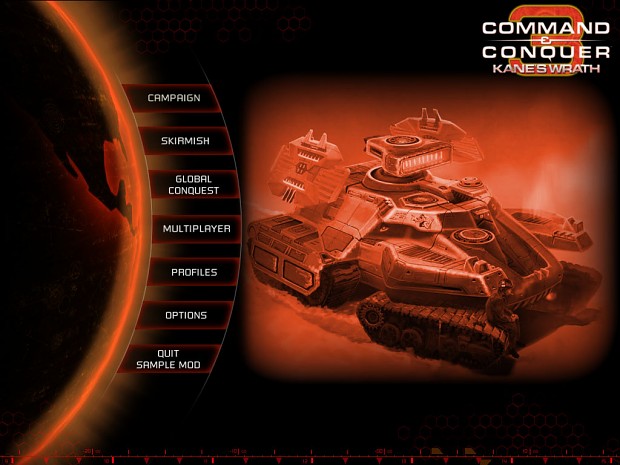 COMMAND
&
CONQUER
3
KANE'S WRATH
CAMPAIGN
SKIRMISH
GLOBAL
CONQUEST
MULTIPLAYER
PROFILES
OPTIONS
QUIT
SAMPLE MOD